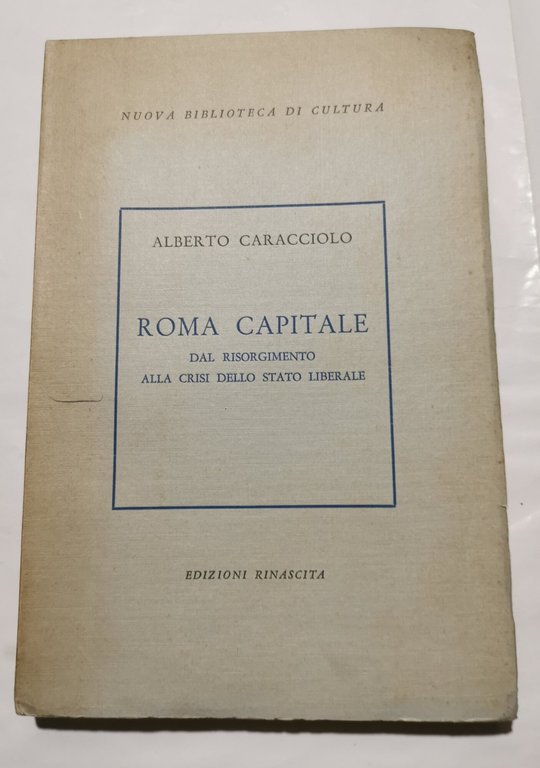 NUOVA BIBLIOTECA DI CULTURA
ALBERTO CARACCIOLO
ROMA CAPITALE
DAL RISORGIMENTO
ALLA CRISI DELLO STATO LIBERALE
EDIZIONI RINASCITA